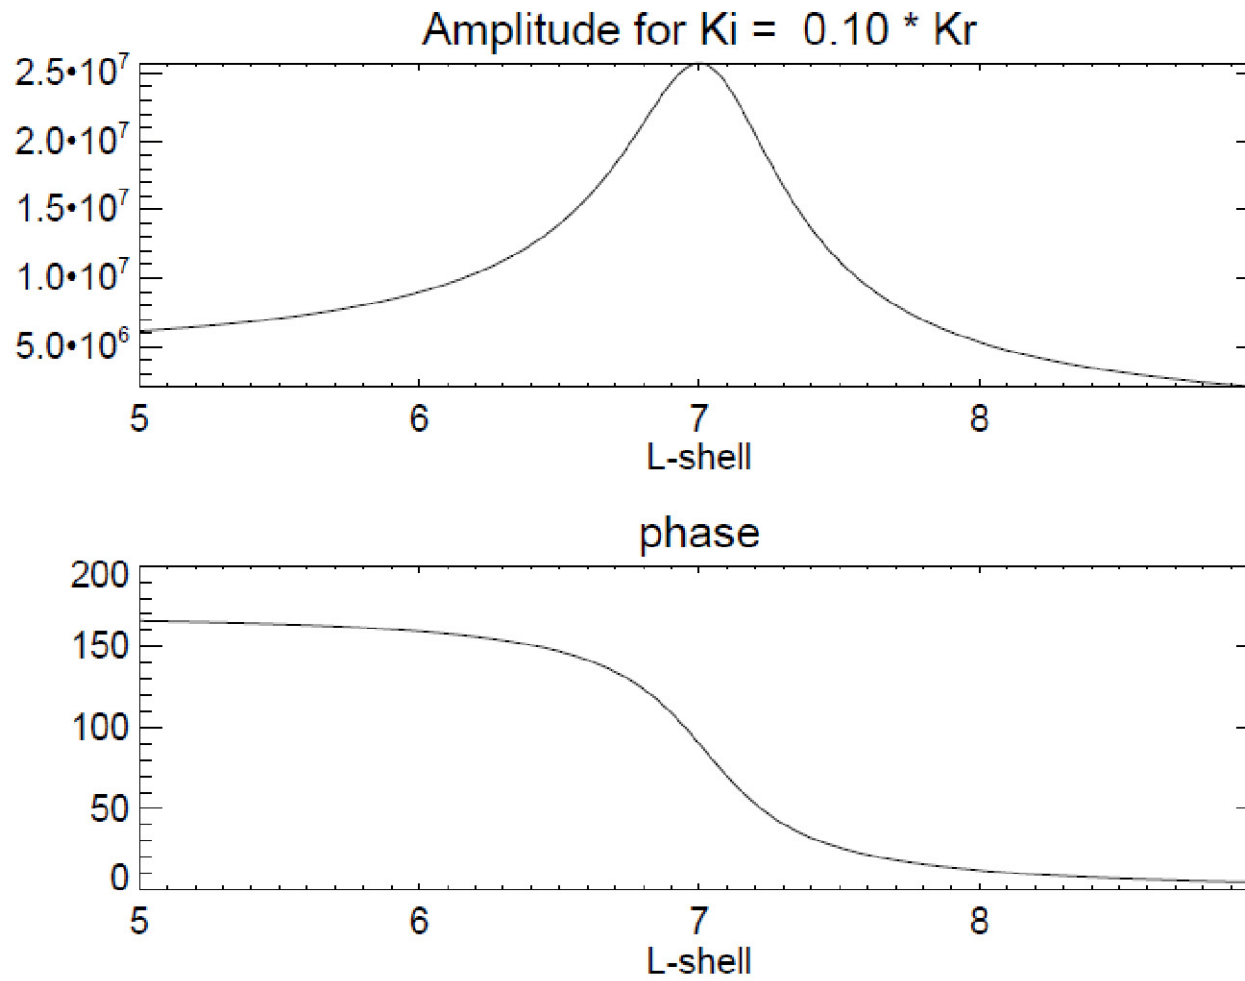 Amplitude for Ki =  0.10 * Kr
2.5•10⁷
2.0•10⁷
1.5•10⁷
1.0•10⁷
5.0•10⁶
5 6 7 8
L-shell
phase
200
150
100
50
0
5 6 7 8
L-shell